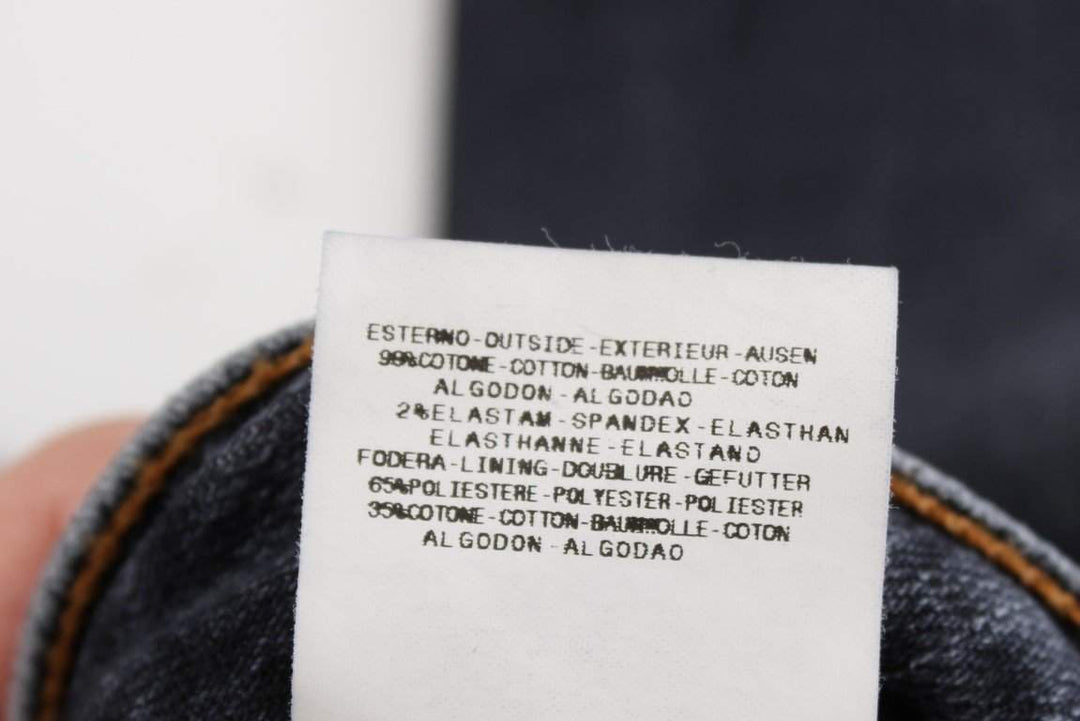 ESTERNO-OUTSIDE-EXTERIEUR-AUSEN
98%COTONE-COTTON-BAUMWOLLE-COTON
ALGODON-ALGODAO
2%ELASTAM-SPANDEX-ELASTHAN
ELASTHANNE-ELASTANO
FODERA-LINING-DOUBLURE-GEFUTTER
65%POLIESTERE-POLYESTER-POLIESTER
35%COTONE-COTTON-BAUMWOLLE-COTON
ALGODON-ALGODAO